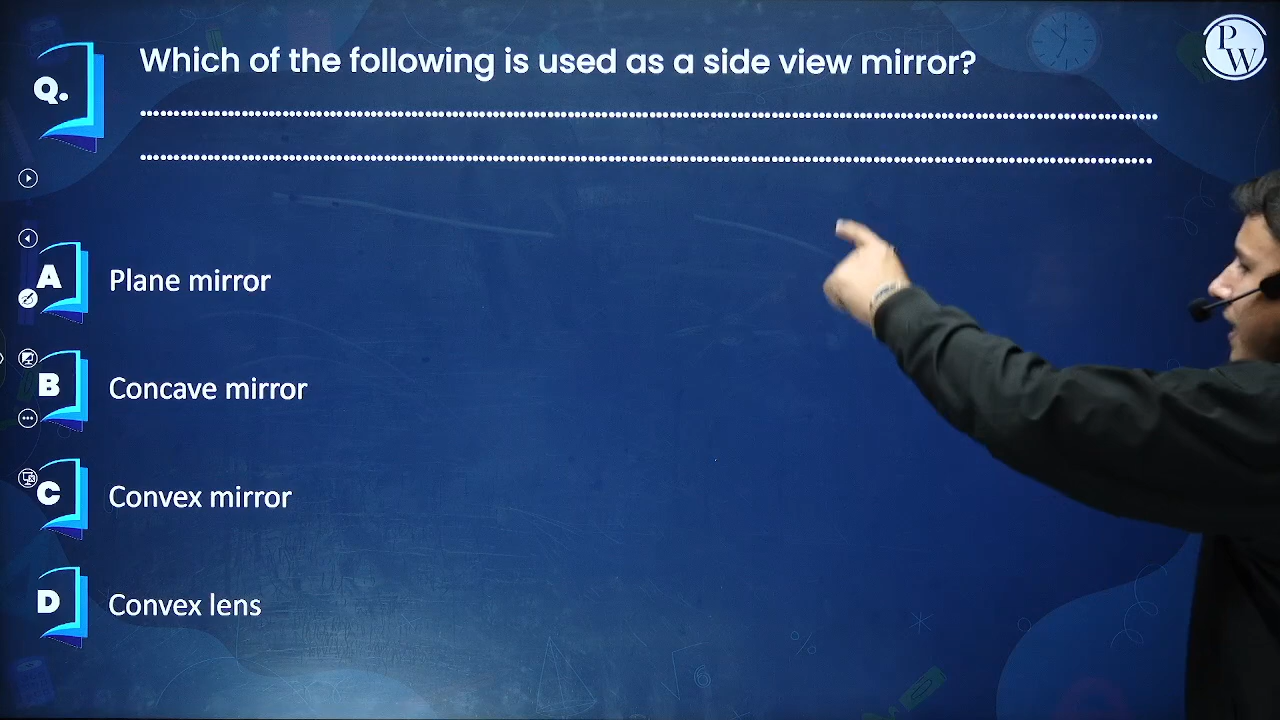 Q. Which of the following is used as a side view mirror?
PW
A Plane mirror
B Concave mirror
C Convex mirror
D Convex lens